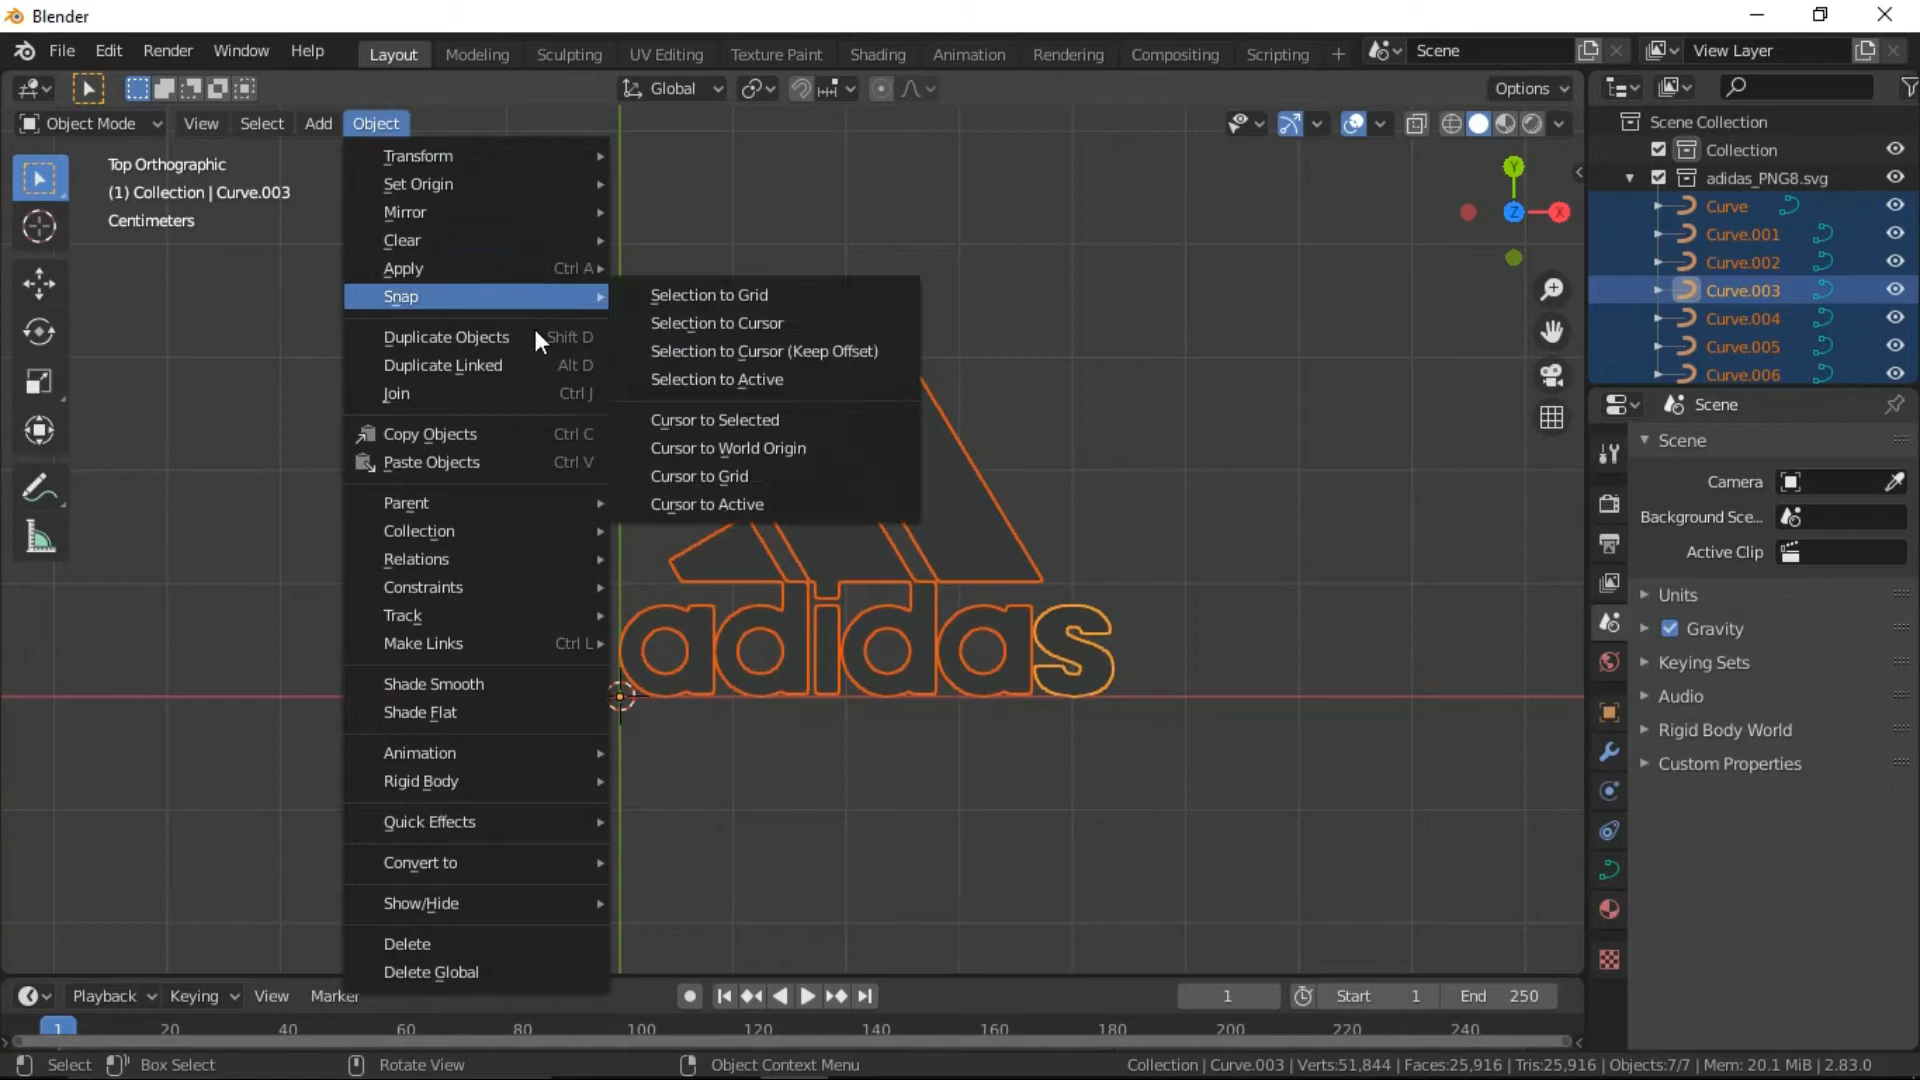 Blender
File Edit Render Window Help Layout Modeling Sculpting UV Editing Texture Paint Shading Animation Rendering Compositing Scripting + Scene View Layer
Global Options
Object Mode View Select Add Object
Top Orthographic
(1) Collection | Curve.003
Centimeters
Transform
Set Origin
Mirror
Clear
Apply Ctrl A
Snap
Duplicate Objects Shift D
Duplicate Linked Alt D
Join Ctrl J
Copy Objects Ctrl C
Paste Objects Ctrl V
Parent
Collection
Relations
Constraints
Track
Make Links Ctrl L
Shade Smooth
Shade Flat
Animation
Rigid Body
Quick Effects
Convert to
Show/Hide
Delete
Delete Global
Selection to Grid
Selection to Cursor
Selection to Cursor (Keep Offset)
Selection to Active
Cursor to Selected
Cursor to World Origin
Cursor to Grid
Cursor to Active
adidas
Y
Z X
Scene Collection
Collection
adidas_PNG8.svg
Curve
Curve.001
Curve.002
Curve.003
Curve.004
Curve.005
Curve.006
Scene
Scene
Camera
Background Sce...
Active Clip
Units
Gravity
Keying Sets
Audio
Rigid Body World
Custom Properties
Playback Keying View Marker 1 Start 1 End 250
1 20 40 60 80 100 120 140 160 180 200 220 240
Select Box Select Rotate View Object Context Menu Collection | Curve.003 | Verts:51,844 | Faces:25,916 | Tris:25,916 | Objects:7/7 | Mem: 20.1 MiB | 2.83.0